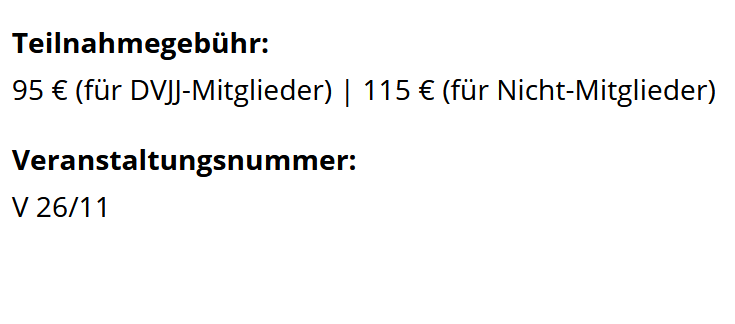 Teilnahmegebühr:
95 € (für DVJJ-Mitglieder) | 115 € (für Nicht-Mitglieder)
Veranstaltungsnummer:
V 26/11